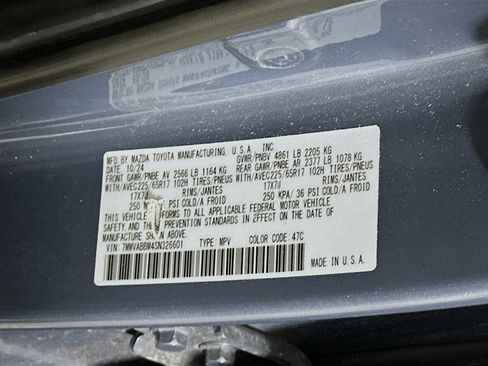 MFD. BY MAZDA TOYOTA MANUFACTURING, U.S.A., INC.
DATE: 10/24 GVWR/PNBV 4861 LB 2205 KG
FRONT GAWR/PNBE AV 2566 LB 1164 KG REAR GAWR/PNBE AR 2377 LB 1078 KG
WITH/AVEC225/65R17 102H TIRES/PNEUS WITH/AVEC225/65R17 102H TIRES/PNEUS
17X7J RIMS/JANTES 17X7J RIMS/JANTES
250 PSI COLD/A FROID 250 KPA/ 36 PSI COLD/A FROID
THIS VEHICLE TO ALL APPLICABLE FEDERAL MOTOR VEHICLE
SAFETY, AND THEFT PREVENTION STANDARDS IN EFFECT ON THE DATE OF
MANUFACTURE SHOWN ABOVE.
VIN: 7MMVABBM4SN326601 TYPE: MPV COLOR CODE: 47C
MADE IN U.S.A.